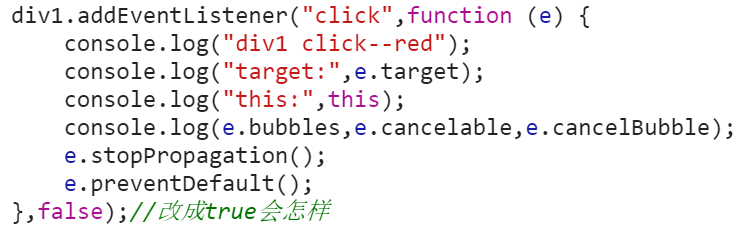 div1.addEventListener("click",function (e) {
    console.log("div1 click--red");
    console.log("target:",e.target);
    console.log("this:",this);
    console.log(e.bubbles,e.cancelable,e.cancelBubble);
    e.stopPropagation();
    e.preventDefault();
},false);//改成true会怎样